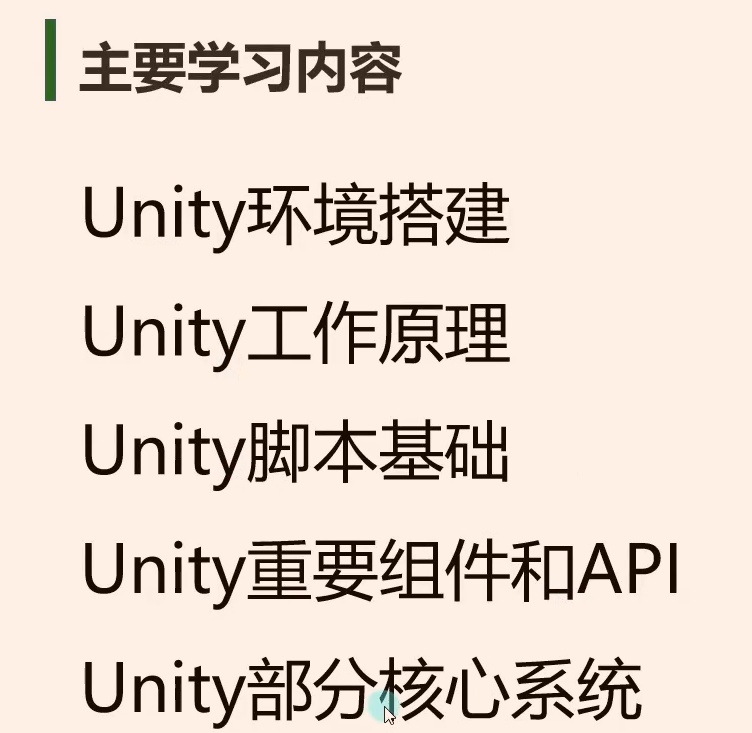 主要学习内容
Unity环境搭建
Unity工作原理
Unity脚本基础
Unity重要组件和API
Unity部分核心系统